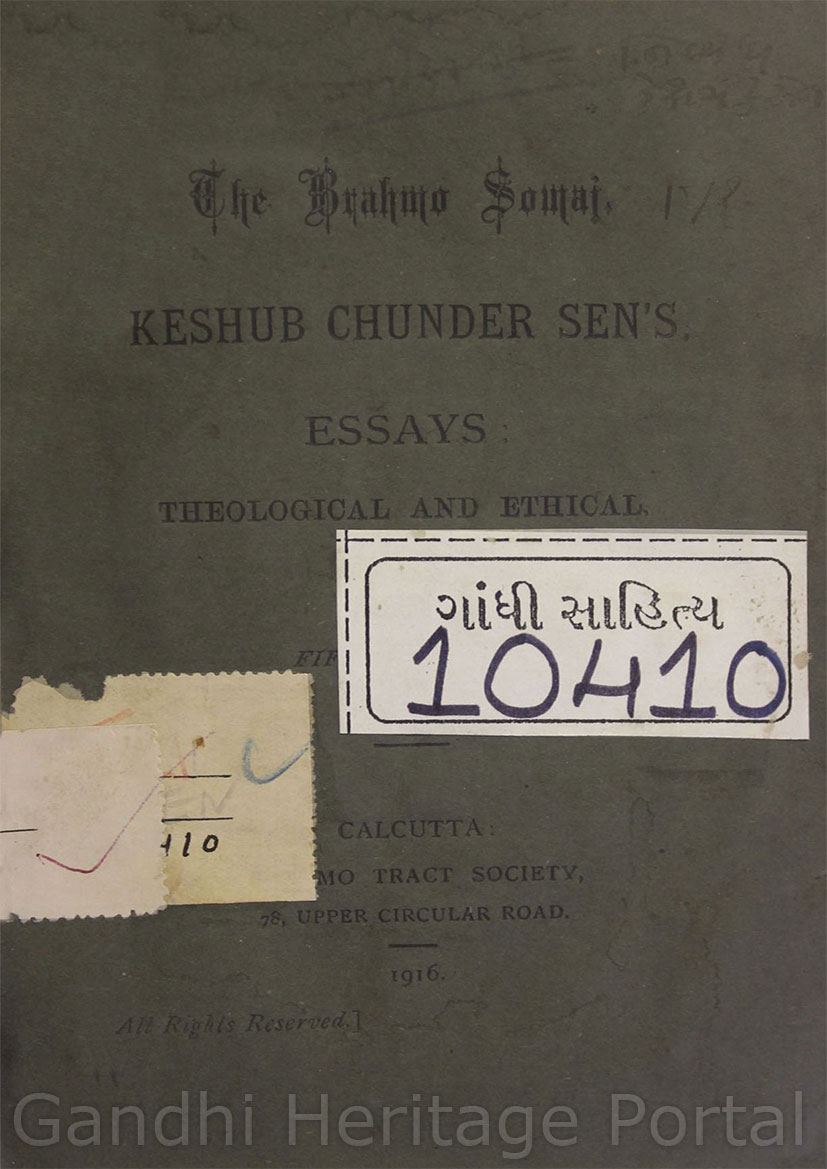 The Brahmo Somaj.
KESHUB CHUNDER SEN'S,
ESSAYS:
THEOLOGICAL AND ETHICAL,
ગાંધી સાહિત્ય
10410
CALCUTTA:
MO TRACT SOCIETY,
78, UPPER CIRCULAR ROAD.
1916.
All Rights Reserved.]
Gandhi Heritage Portal